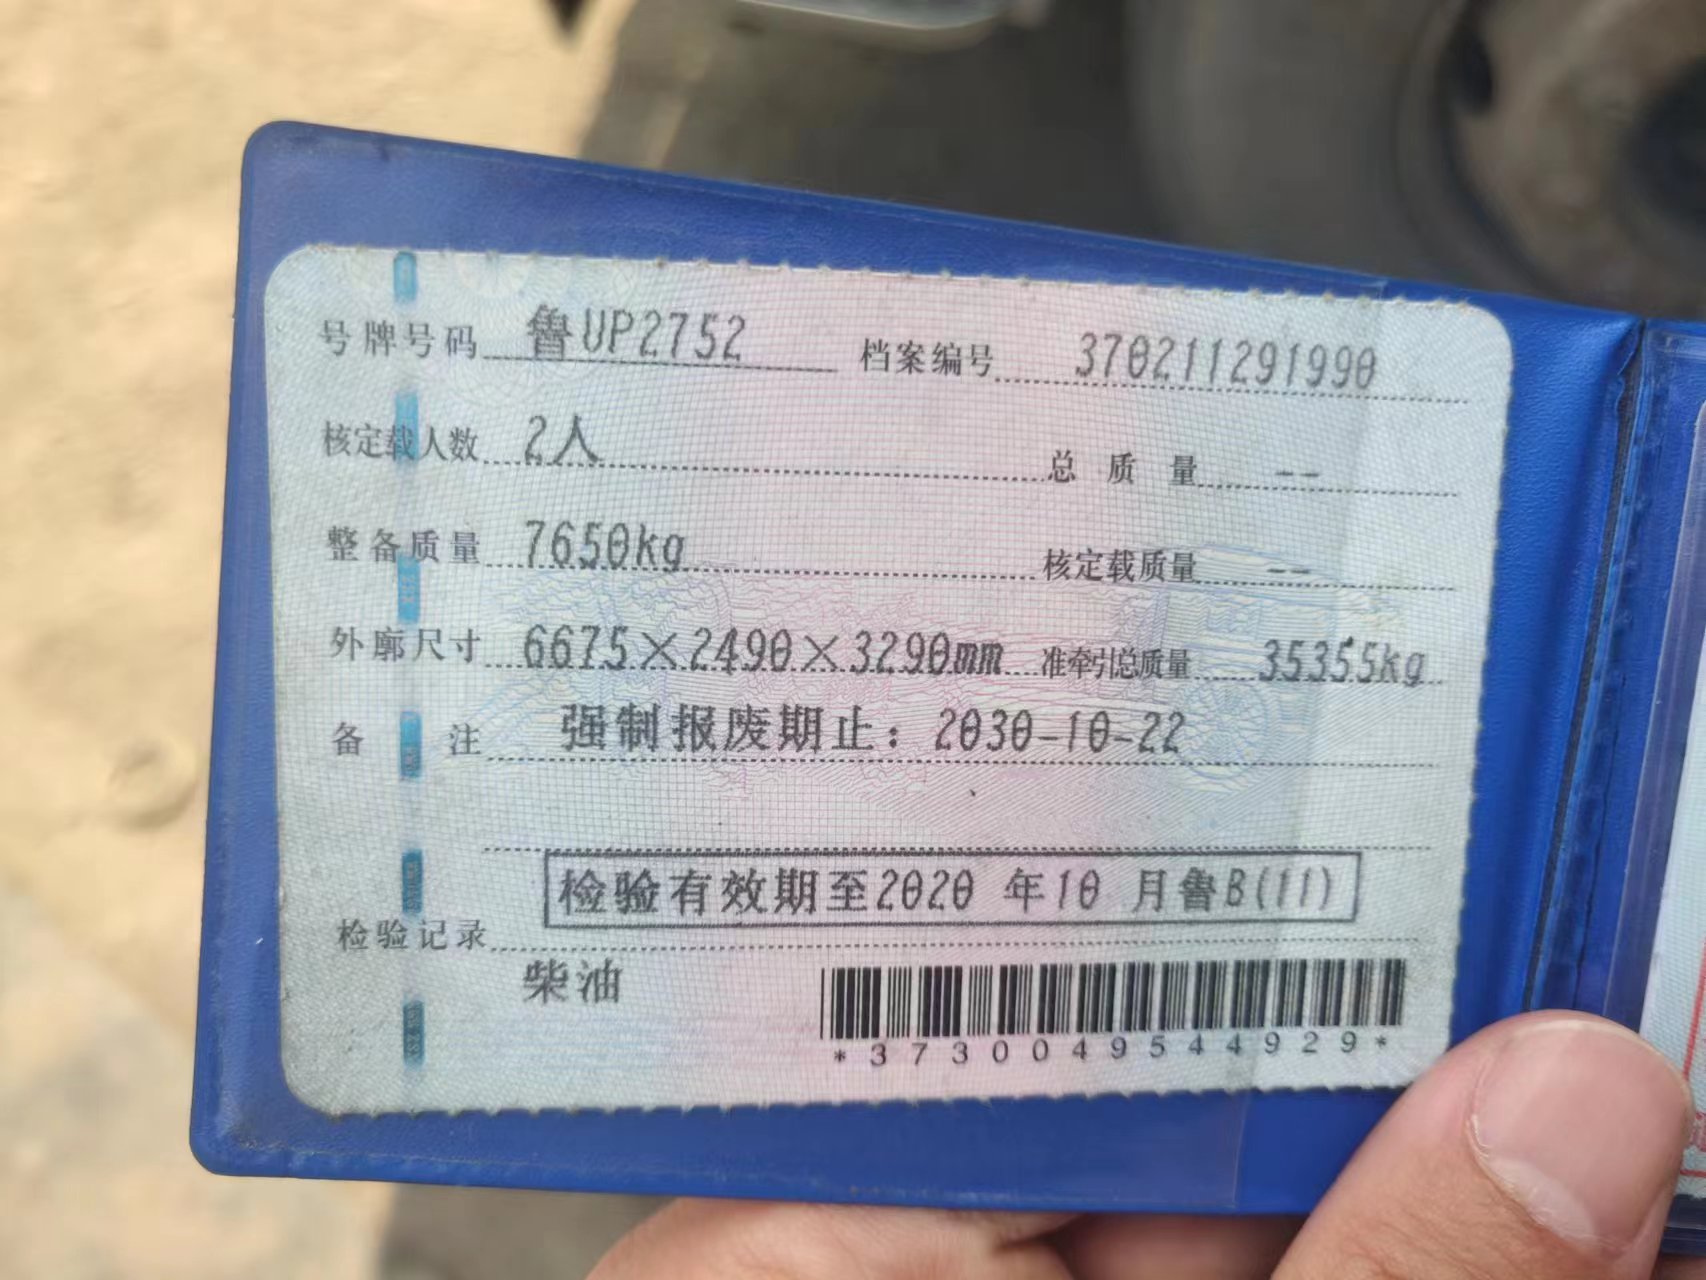 号牌号码 鲁UP2752 档案编号 370211291990
核定载人数 2人 总质量 --
整备质量 7650kg 核定载质量 --
外廓尺寸 6675×2490×3290mm 准牵引总质量 35355kg
备注 强制报废期止：2030-10-22
检验有效期至2020 年10 月鲁B(11)
检验记录
柴油
*3730049544929*